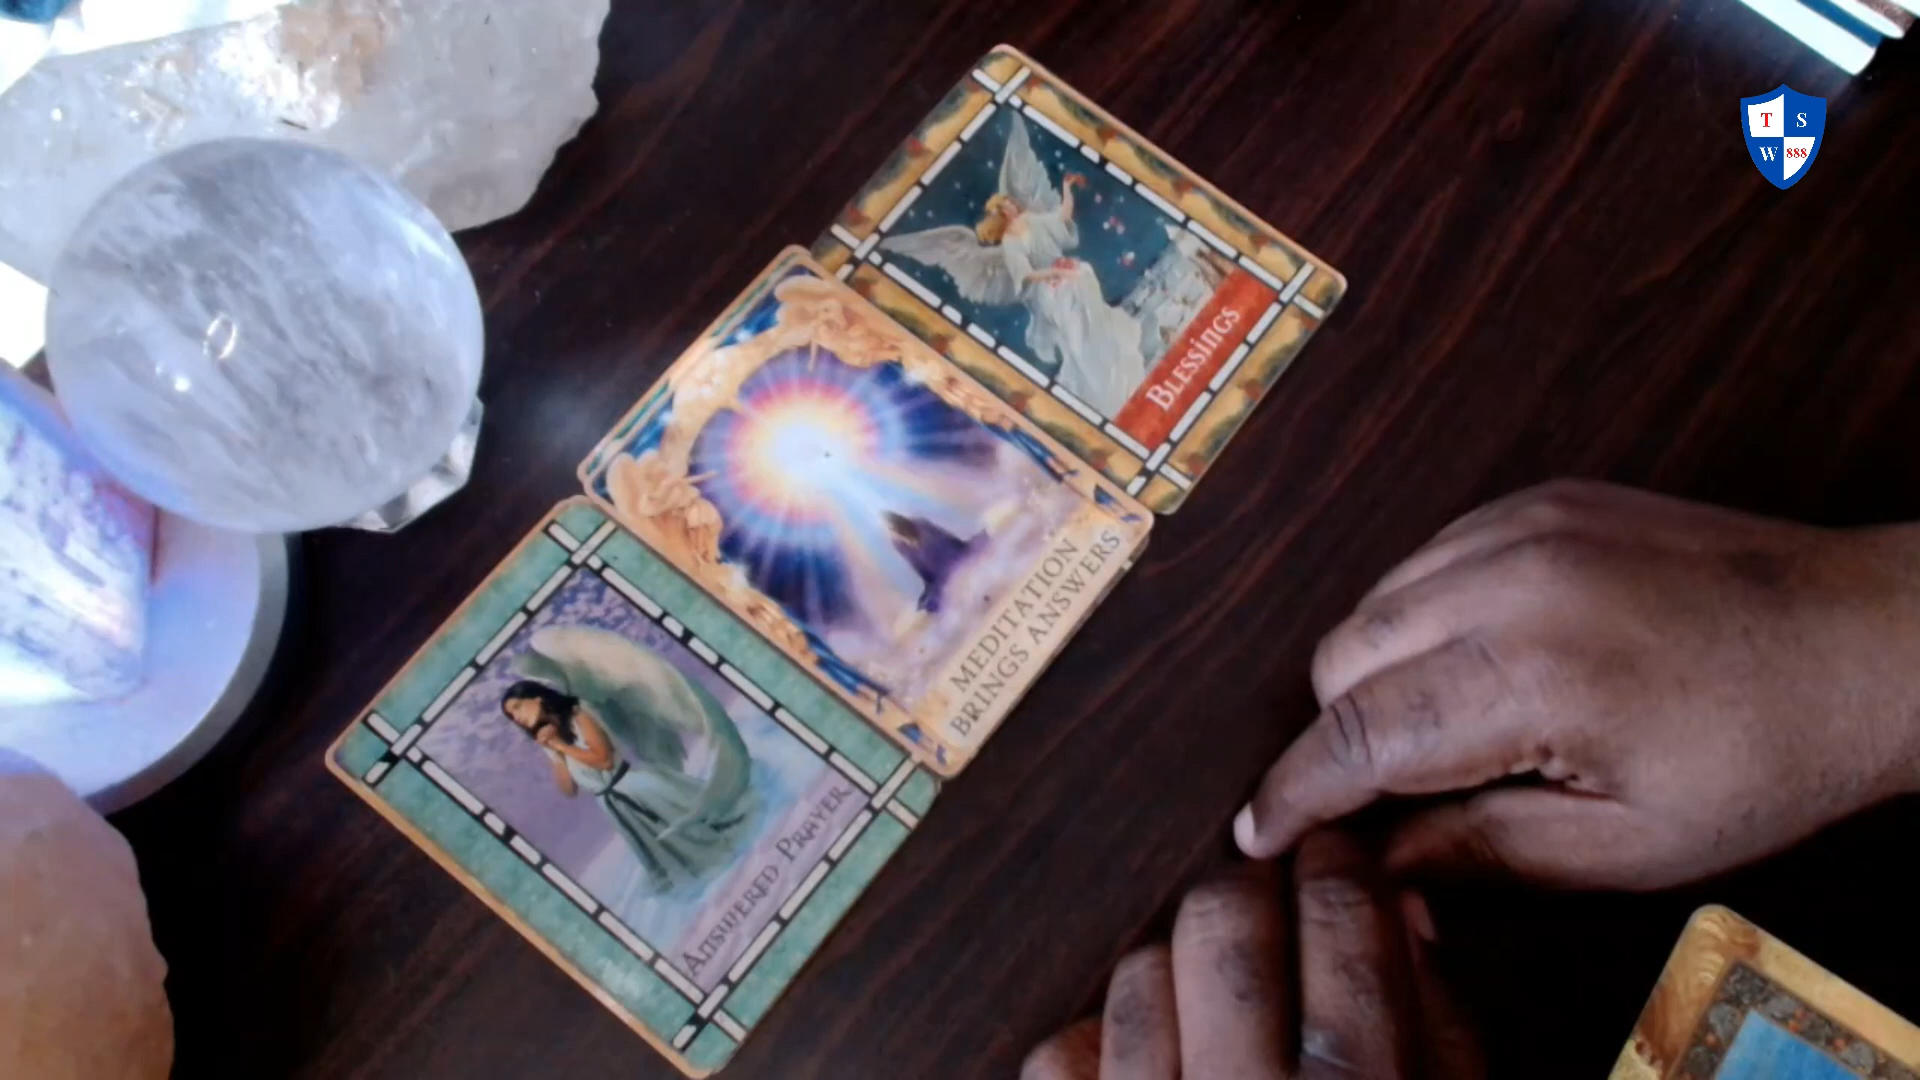 T S
W 888
BLESSINGS
MEDITATION
BRINGS ANSWERS
ANSWERED PRAYER